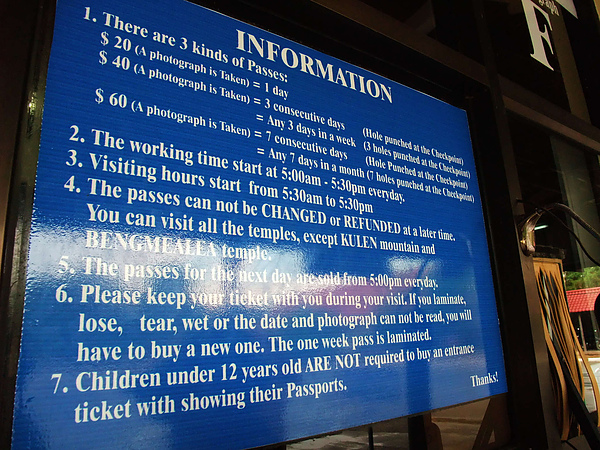 INFORMATION
1. There are 3 kinds of Passes:
$ 20 (A photograph is Taken) = 1 day
$ 40 (A photograph is Taken) = 3 consecutive days (Hole punched at the Checkpoint)
= Any 3 days in a week (3 holes punched at the Checkpoint)
$ 60 (A photograph is Taken) = 7 consecutive days (Hole Punched at the Checkpoint)
= Any 7 days in a month (7 holes punched at the Checkpoint)
2. The working time start at 5:00am - 5:30pm everyday.
3. Visiting hours start from 5:30am to 5:30pm
4. The passes can not be CHANGED or REFUNDED at a later time.
You can visit all the temples, except KULEN mountain and
BENGMEALEA temple.
5. The passes for the next day are sold from 5:00pm everyday.
6. Please keep your ticket with you during your visit. If you laminate,
lose, tear, wet or the date and photograph can not be read, you will
have to buy a new one. The one week pass is laminated.
7. Children under 12 years old ARE NOT required to buy an entrance
ticket with showing their Passports.
Thanks!